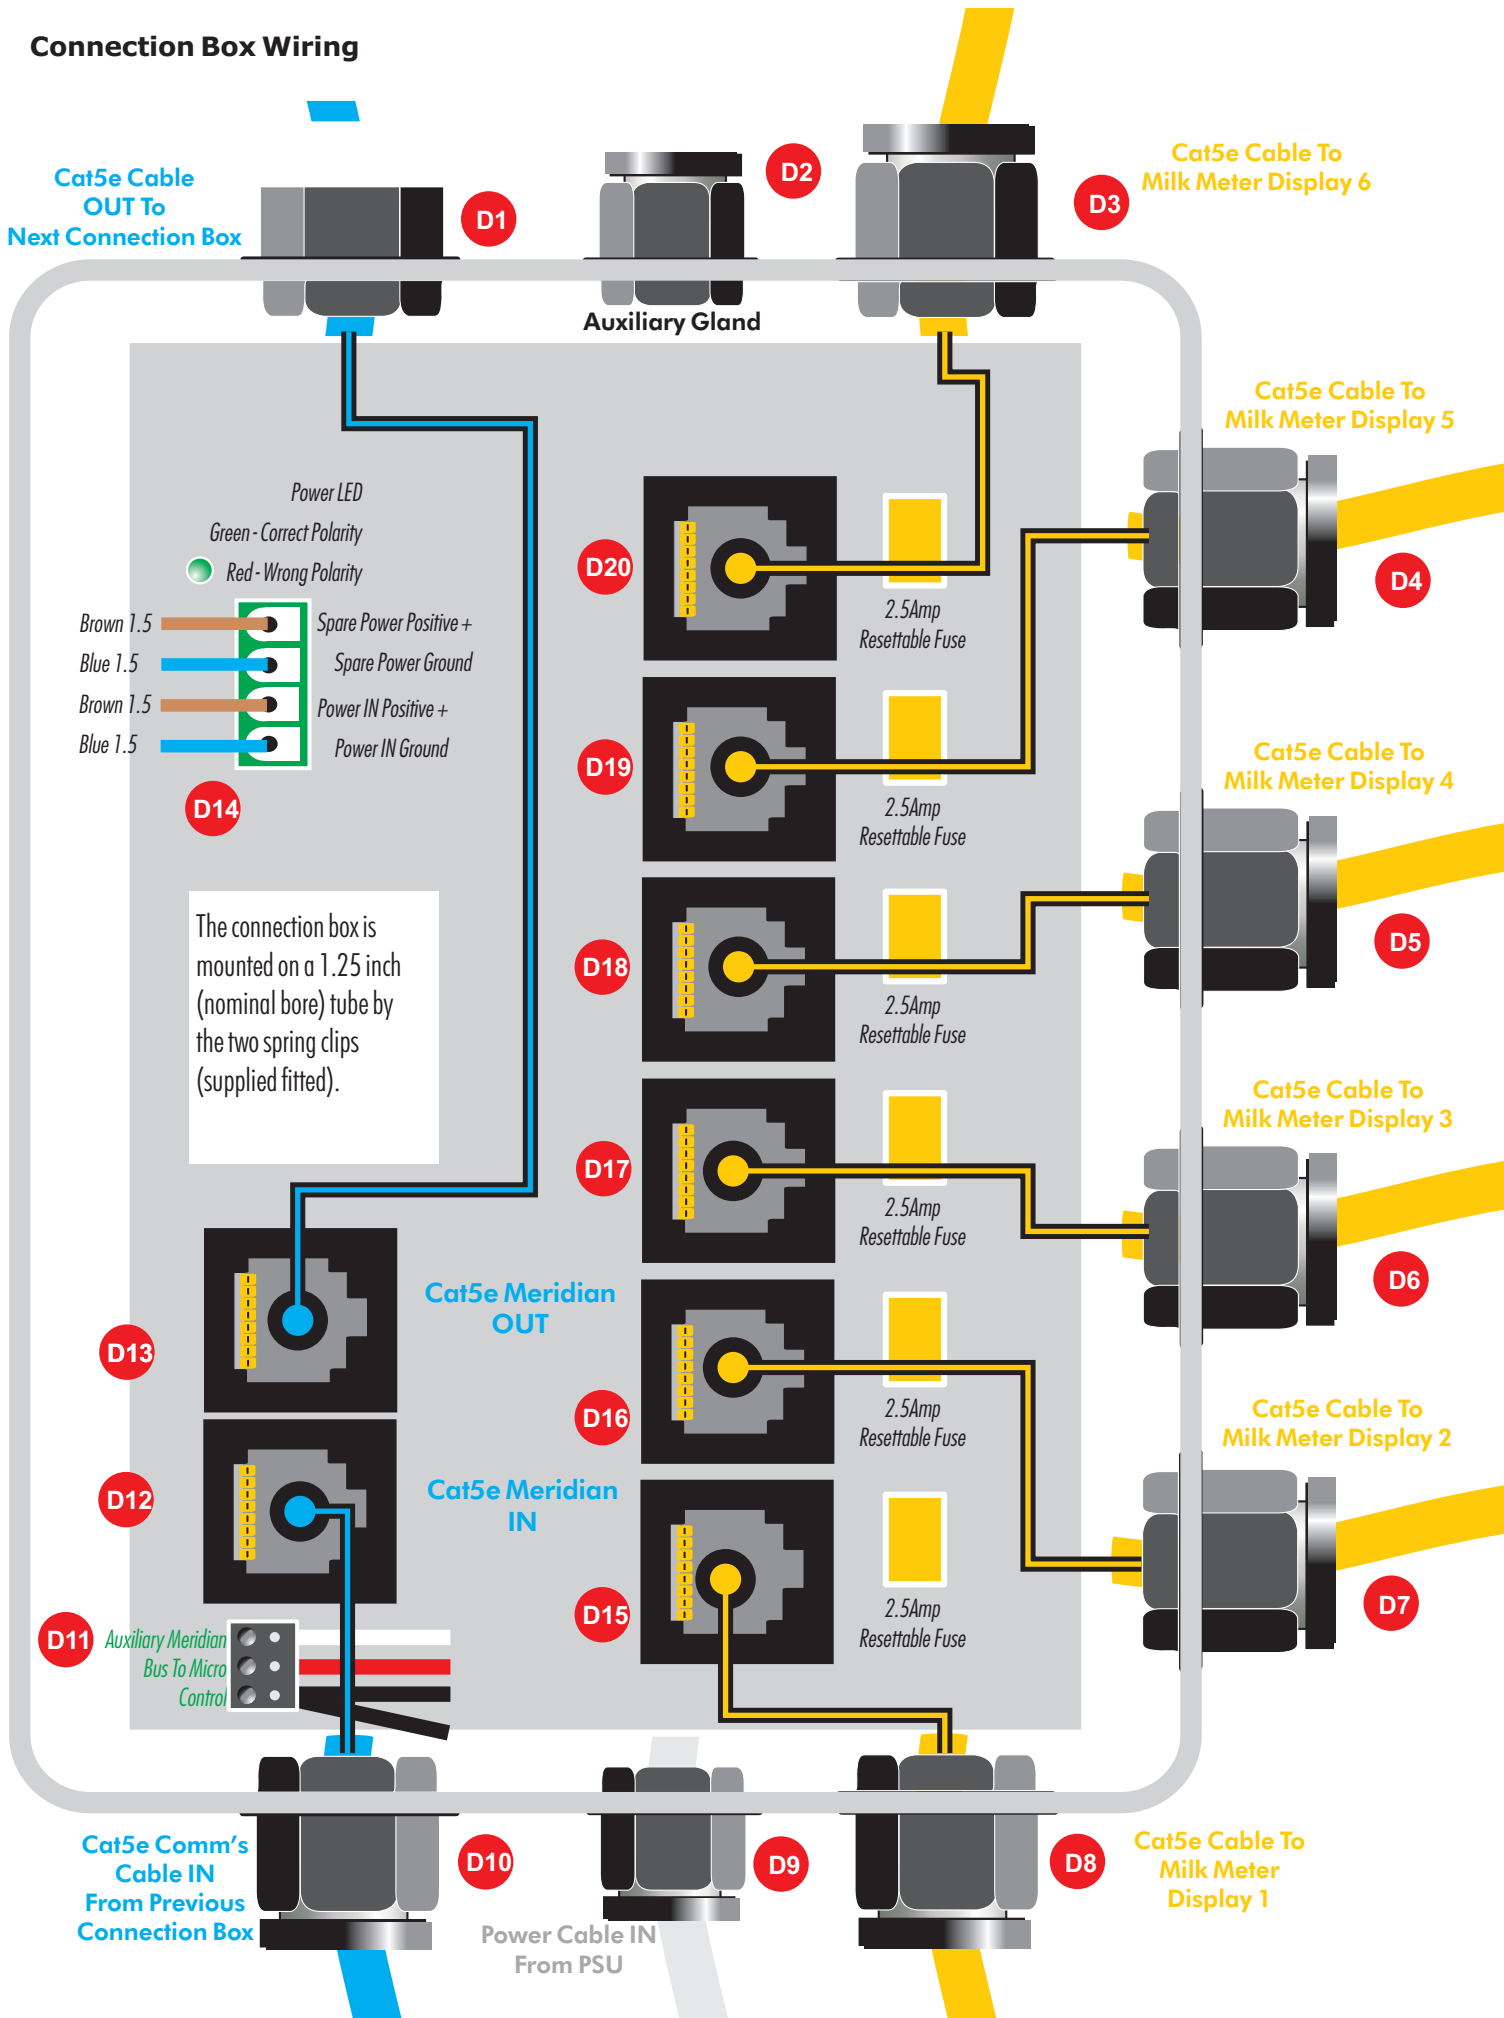 Connection Box Wiring
Cat5e Cable
OUT To
Next Connection Box
D1
D2
D3
Cat5e Cable To
Milk Meter Display 6
Auxiliary Gland
Cat5e Cable To
Milk Meter Display 5
D4
Power LED
Green - Correct Polarity
Red - Wrong Polarity
Brown 1.5
Spare Power Positive +
Blue 1.5
Spare Power Ground
Brown 1.5
Power IN Positive +
Blue 1.5
Power IN Ground
D14
D20
2.5Amp
Resettable Fuse
D19
2.5Amp
Resettable Fuse
Cat5e Cable To
Milk Meter Display 4
D5
The connection box is
mounted on a 1.25 inch
(nominal bore) tube by
the two spring clips
(supplied fitted).
D18
2.5Amp
Resettable Fuse
Cat5e Cable To
Milk Meter Display 3
D6
D17
2.5Amp
Resettable Fuse
Cat5e Meridian
OUT
D13
D16
2.5Amp
Resettable Fuse
Cat5e Cable To
Milk Meter Display 2
D7
D12
Cat5e Meridian
IN
D15
2.5Amp
Resettable Fuse
D11
Auxiliary Meridian
Bus To Micro
Control
Cat5e Comm's
Cable IN
From Previous
Connection Box
D10
D9
Power Cable IN
From PSU
D8
Cat5e Cable To
Milk Meter
Display 1